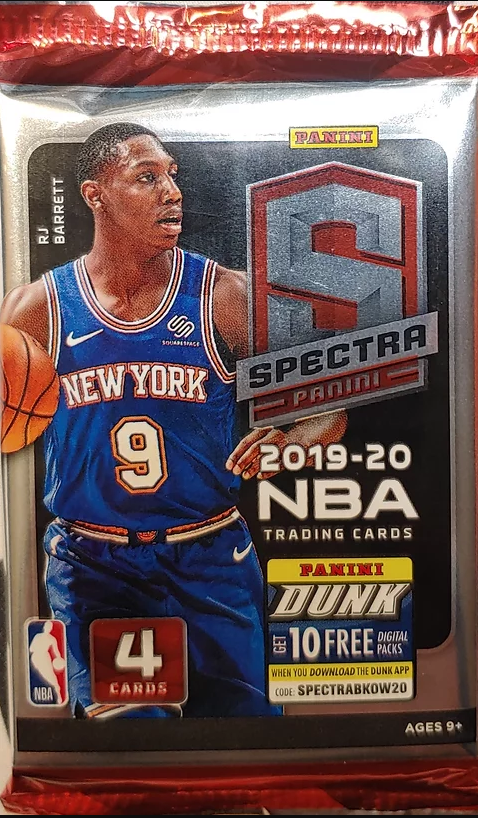 PANINI
RJ
BARRETT
S
SQUARESPACE
NEW YORK
9
SPECTRA
PANINI
2019-20
NBA
TRADING CARDS
PANINI
DUNK
GET 10 FREE DIGITAL PACKS
WHEN YOU DOWNLOAD THE DUNK APP
CODE: SPECTRABKOW20
NBA
4
CARDS
AGES 9+